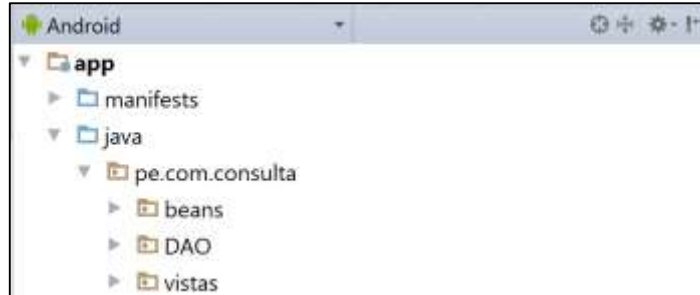 Android
app
manifests
java
pe.com.consulta
beans
DAO
vistas